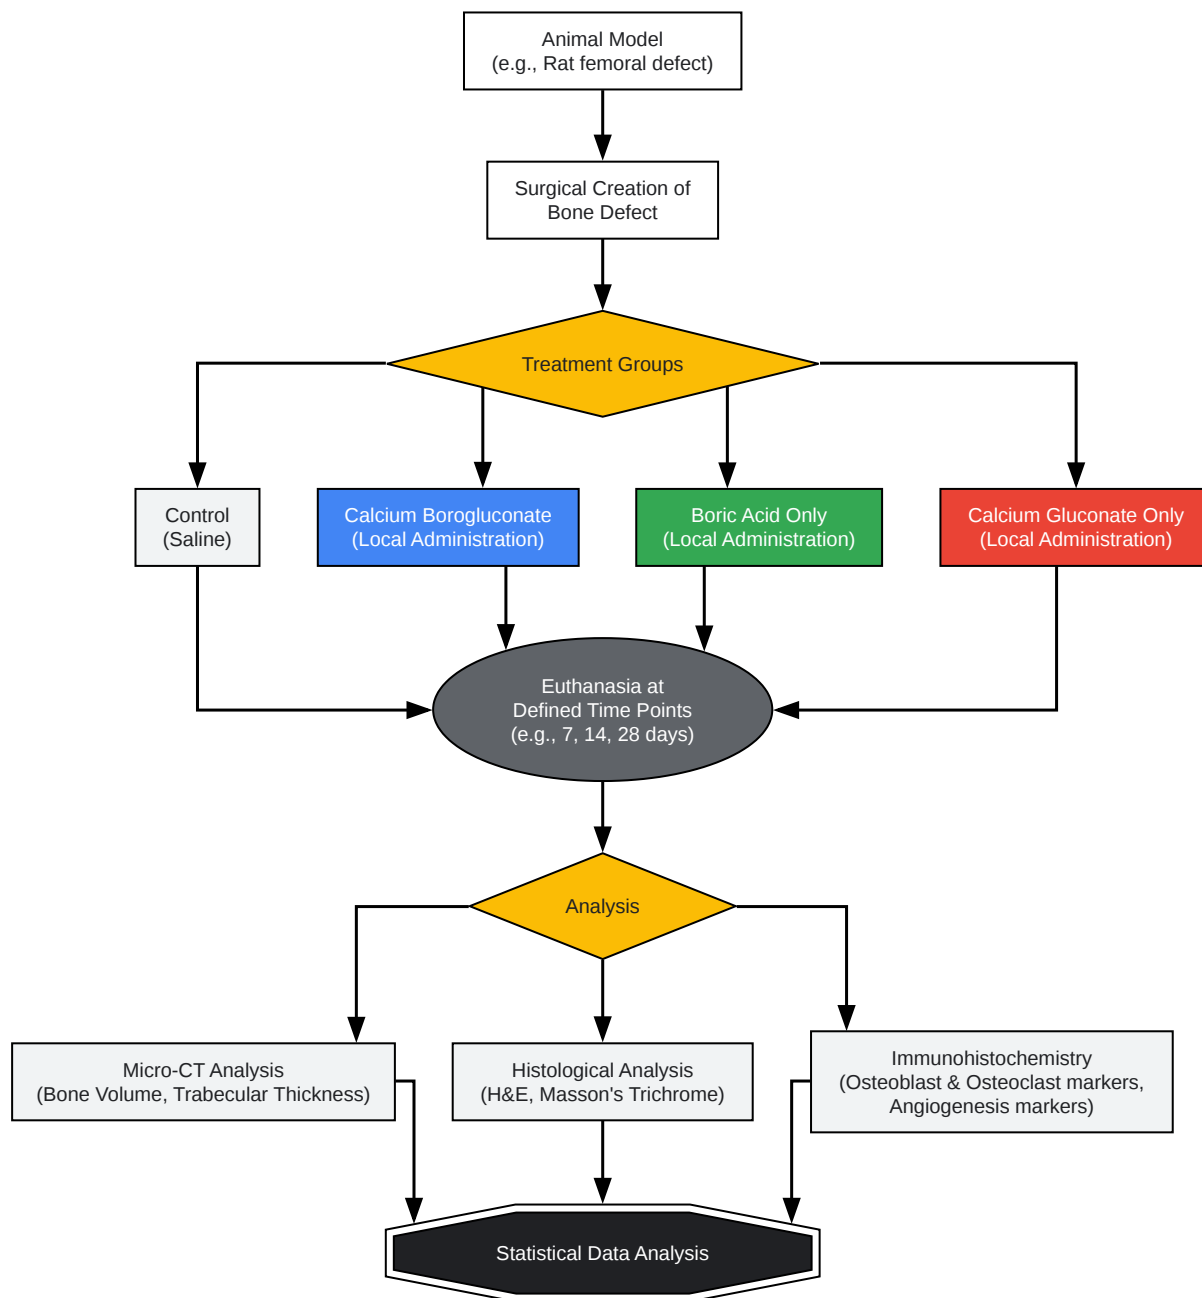 Animal Model
(e.g., Rat femoral defect)
Surgical Creation of
Bone Defect
Treatment Groups
Control
(Saline)
Calcium Borogluconate
(Local Administration)
Boric Acid Only
(Local Administration)
Calcium Gluconate Only
(Local Administration)
Euthanasia at
Defined Time Points
(e.g., 7, 14, 28 days)
Analysis
Micro-CT Analysis
(Bone Volume, Trabecular Thickness)
Histological Analysis
(H&E, Masson's Trichrome)
Immunohistochemistry
(Osteoblast & Osteoclast markers,
Angiogenesis markers)
Statistical Data Analysis